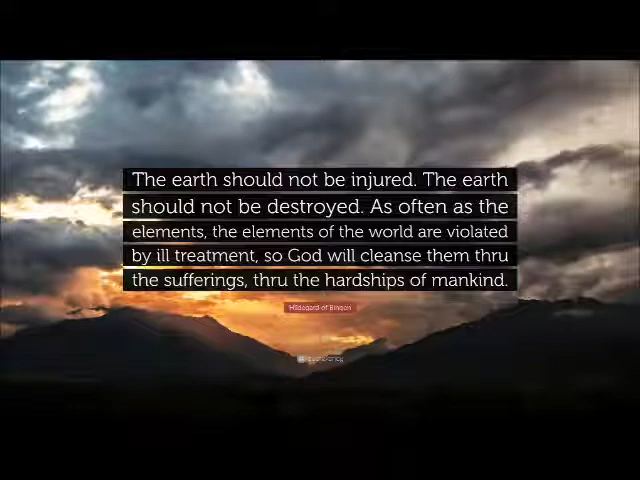 The earth should not be injured. The earth
should not be destroyed. As often as the
elements, the elements of the world are violated
by ill treatment, so God will cleanse them thru
the sufferings, thru the hardships of mankind.
Hildegard of Bingen
quotefancy